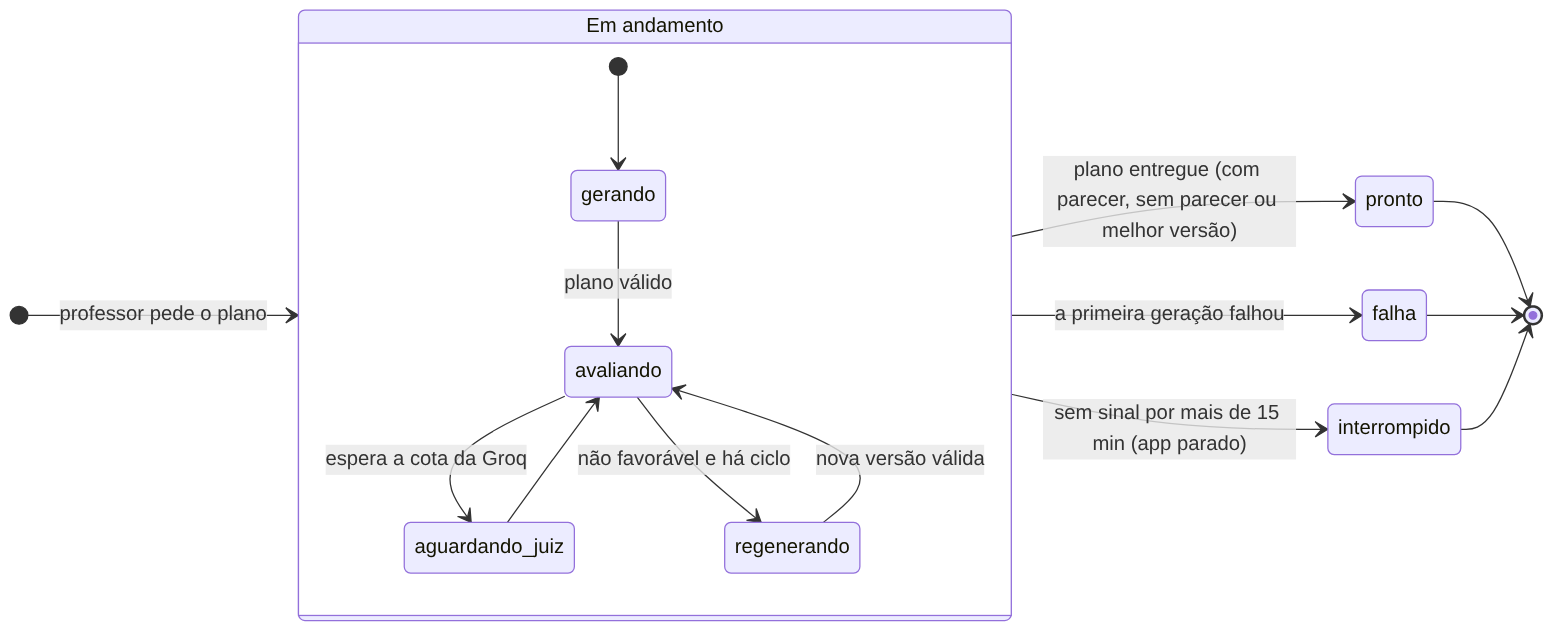 Em andamento
gerando
plano válido
avaliando
espera a cota da Groq
não favorável e há ciclo
nova versão válida
aguardando_juiz
regenerando
professor pede o plano
plano entregue (com
parecer, sem parecer ou
melhor versão)
pronto
a primeira geração falhou
falha
sem sinal por mais de 15
min (app parado)
interrompido